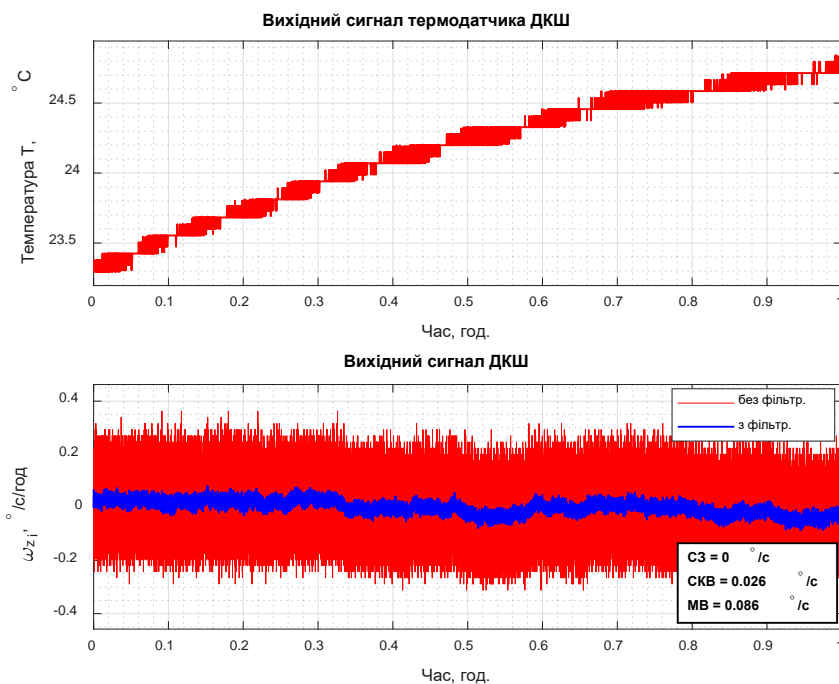 Вихідний сигнал термодатчика ДКШ
Температура Т, °С
24.5
24
23.5
0 0.1 0.2 0.3 0.4 0.5 0.6 0.7 0.8 0.9 1
Час, год.
Вихідний сигнал ДКШ
ω z i, °/с/год
0.4
0.2
0
-0.2
-0.4
без фільтр.
з фільтр.
СЗ = 0 °/с
СКВ = 0.026 °/с
МВ = 0.086 °/с
0 0.1 0.2 0.3 0.4 0.5 0.6 0.7 0.8 0.9 1
Час, год.